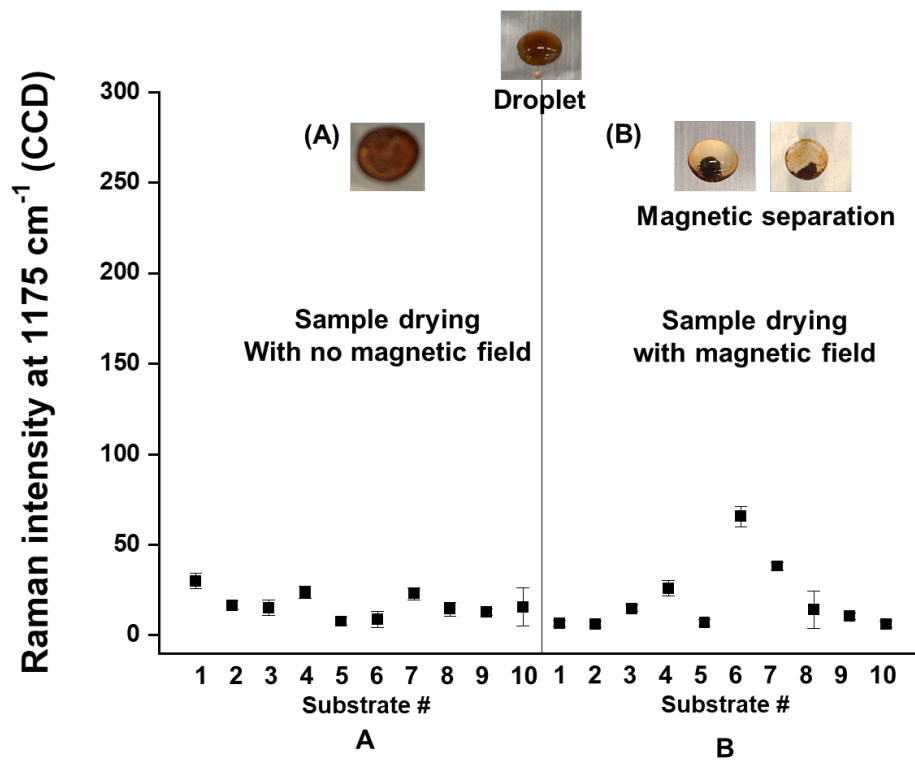 Droplet
(A)
(B)
Magnetic separation
Sample drying
With no magnetic field
Sample drying
with magnetic field
Raman intensity at 1175 cm⁻¹ (CCD)
300
250
200
150
100
50
0
1 2 3 4 5 6 7 8 9 10 1 2 3 4 5 6 7 8 9 10
Substrate # Substrate #
A
B